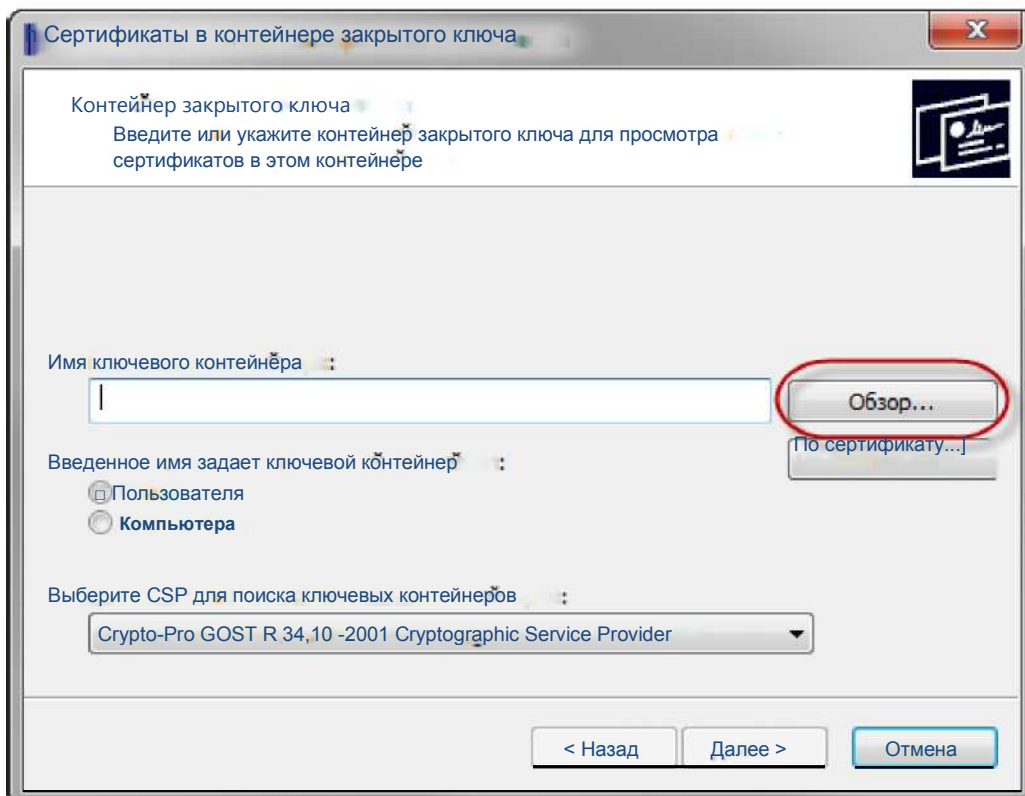 Сертификаты в контейнере закрытого ключа
Контейнер закрытого ключа
Введите или укажите контейнер закрытого ключа для просмотра
сертификатов в этом контейнере
Имя ключевого контейнера :
Обзор...
По сертификату...]
Введенное имя задает ключевой контейнер :
Пользователя
Компьютера
Выберите CSP для поиска ключевых контейнеров :
Crypto-Pro GOST R 34,10 -2001 Cryptographic Service Provider
< Назад
Далее >
Отмена